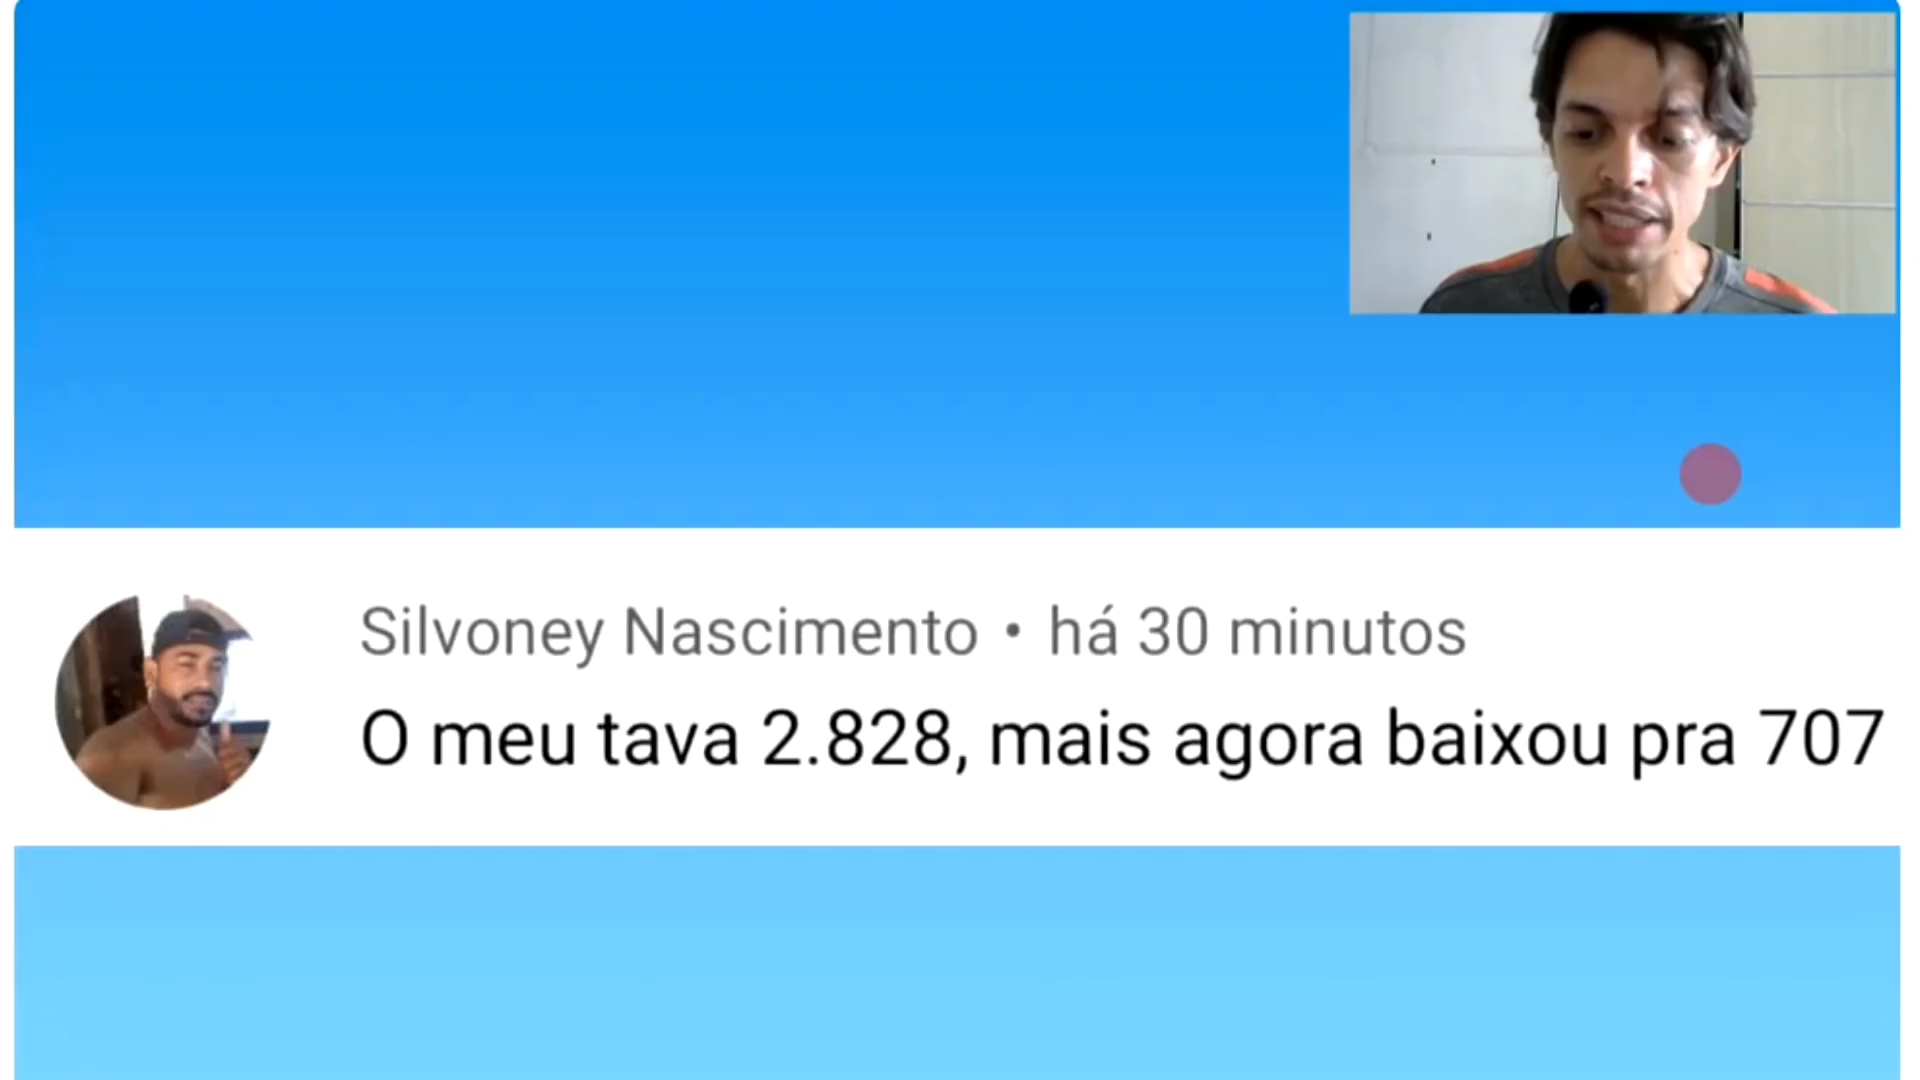 Silvoney Nascimento • há 30 minutos
O meu tava 2.828, mais agora baixou pra 707